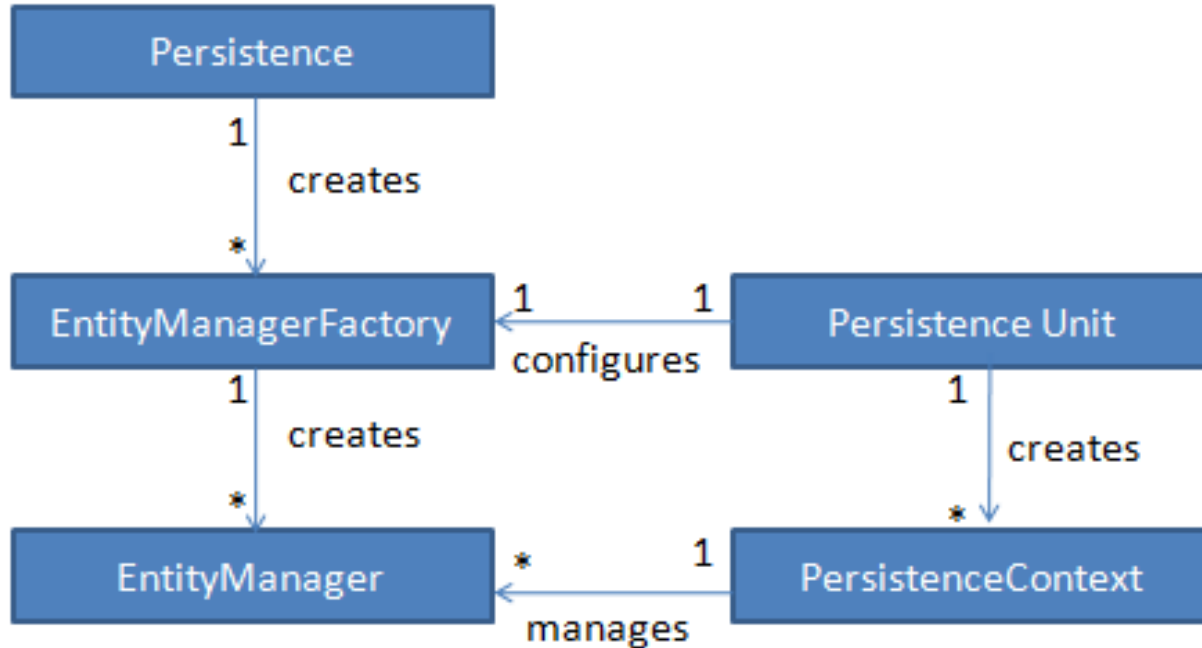 Persistence
1
creates
*
EntityManagerFactory
1
1
configures
Persistence Unit
1
creates
*
1
creates
*
EntityManager
*
1
manages
PersistenceContext